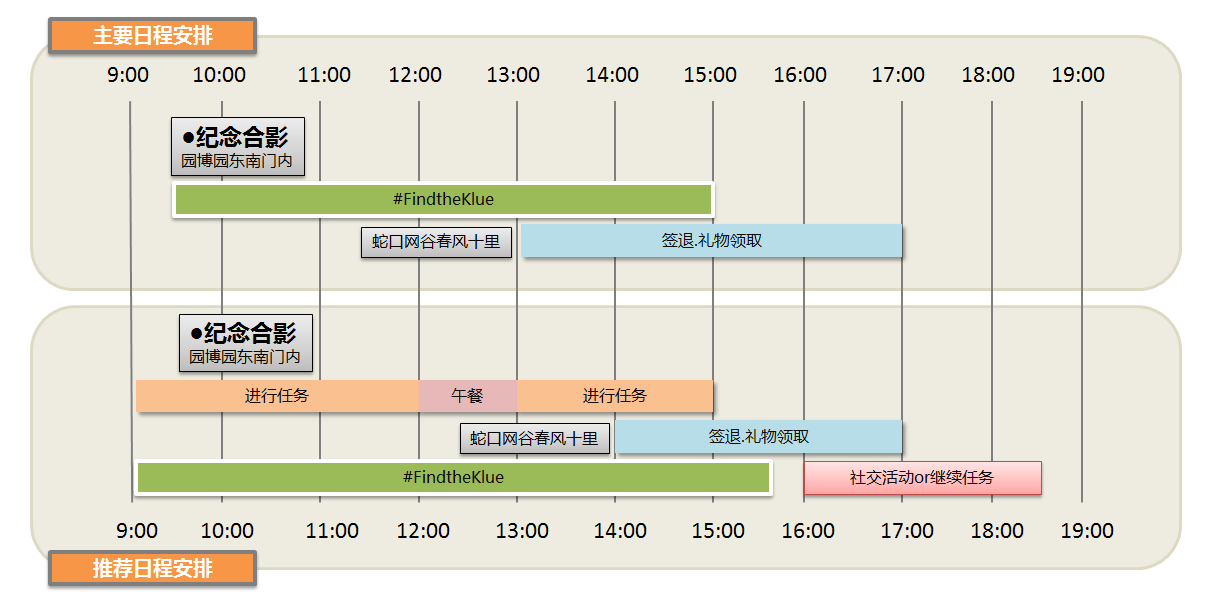 主要日程安排
9:00 10:00 11:00 12:00 13:00 14:00 15:00 16:00 17:00 18:00 19:00
●纪念合影
园博园东南门内
#FindtheKlue
蛇口网谷春风十里
签退.礼物领取
●纪念合影
园博园东南门内
进行任务 午餐 进行任务
蛇口网谷春风十里
签退.礼物领取
#FindtheKlue
社交活动or继续任务
9:00 10:00 11:00 12:00 13:00 14:00 15:00 16:00 17:00 18:00 19:00
推荐日程安排